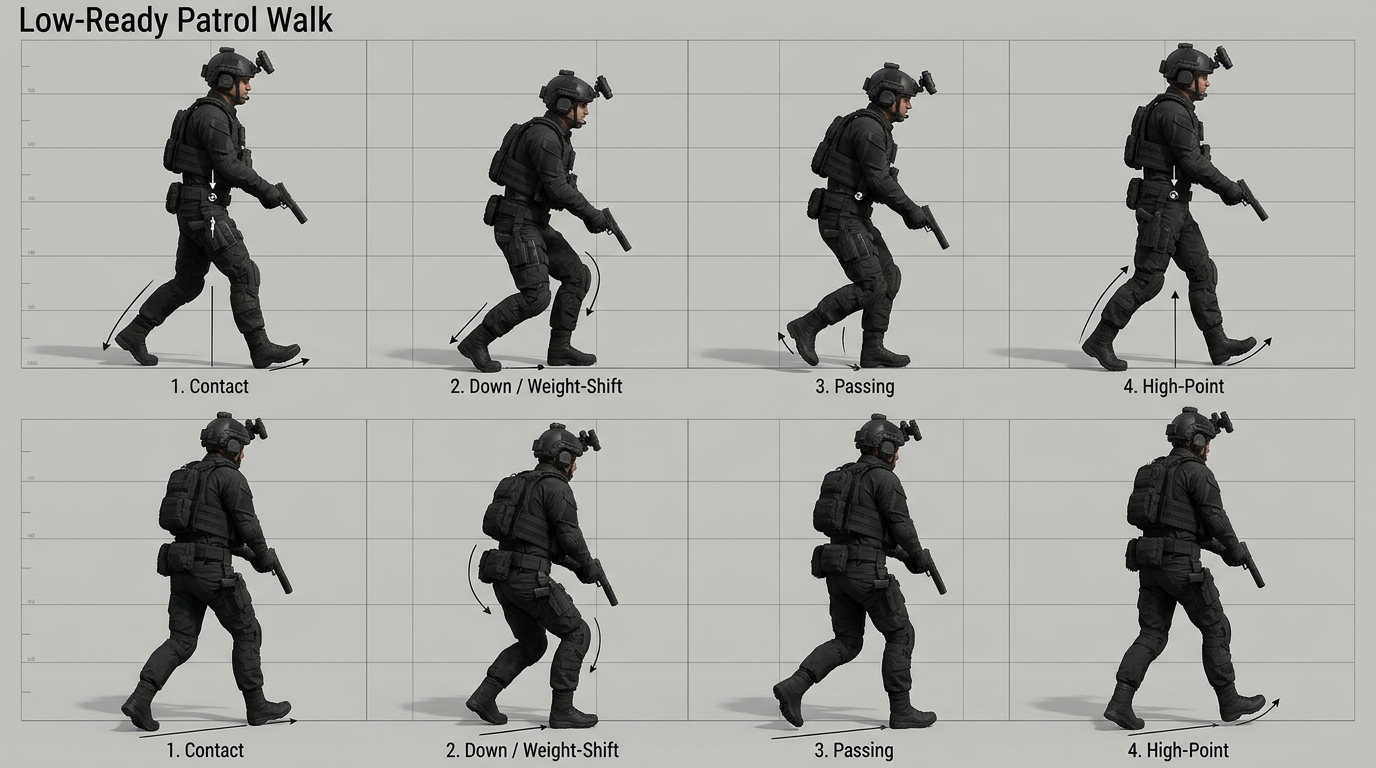 Low-Ready Patrol Walk
1. Contact
2. Down / Weight-Shift
3. Passing
4. High-Point
1. Contact
2. Down / Weight-Shift
3. Passing
4. High-Point